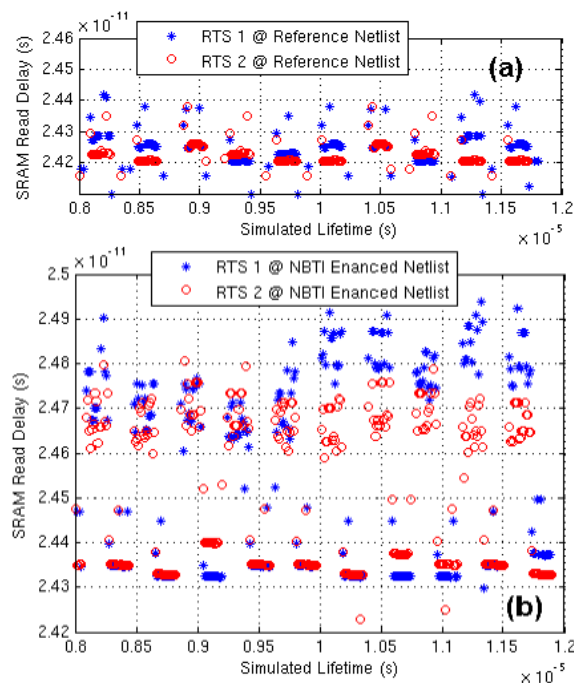 × 10⁻¹¹
2.46
2.45
2.44
2.43
2.42
SRAM Read Delay (s)
RTS 1 @ Reference Netlist
RTS 2 @ Reference Netlist
(a)
0.8 0.85 0.9 0.95 1 1.05 1.1 1.15 1.2
Simulated Lifetime (s)
× 10⁻⁵
× 10⁻¹¹
2.5
2.49
2.48
2.47
2.46
2.45
2.44
2.43
2.42
SRAM Read Delay (s)
RTS 1 @ NBTI Enanced Netlist
RTS 2 @ NBTI Enanced Netlist
(b)
0.8 0.85 0.9 0.95 1 1.05 1.1 1.15 1.2
Simulated Lifetime (s)
× 10⁻⁵